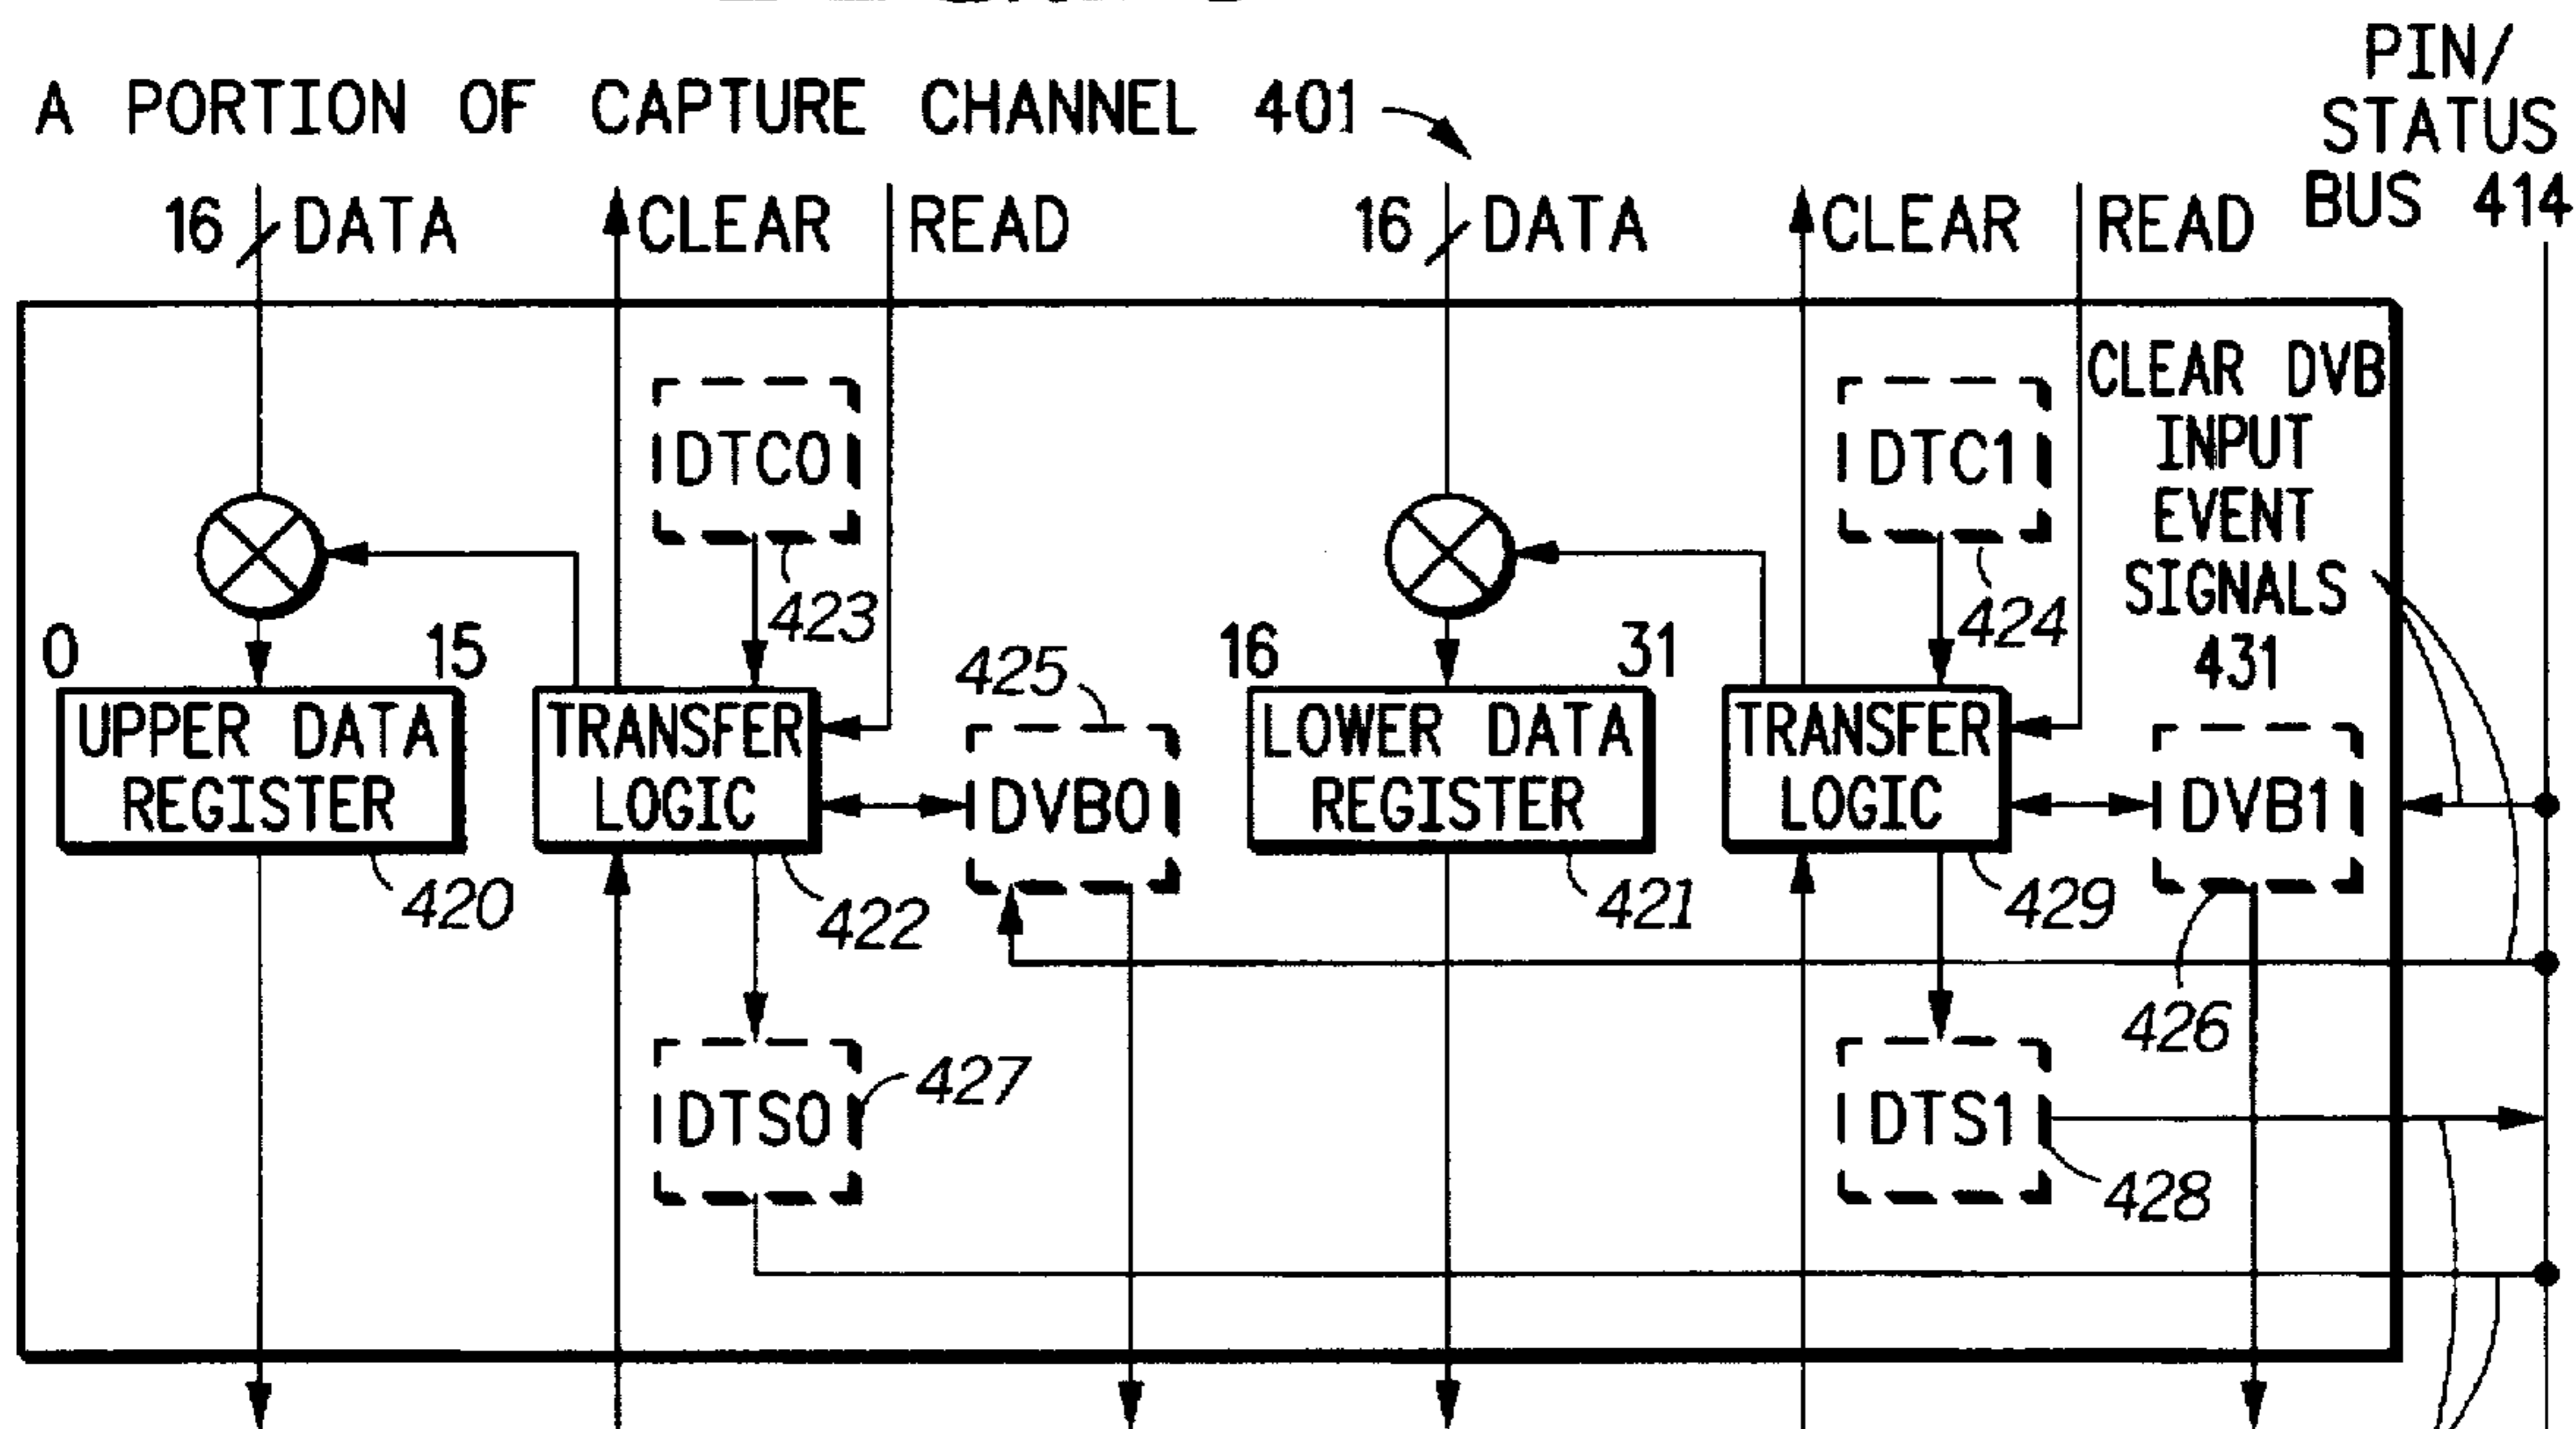 A PORTION OF CAPTURE CHANNEL 401
PIN/
STATUS
BUS 414
16 DATA
CLEAR
READ
16 DATA
CLEAR
READ
DTC0
423
DTC1
424
CLEAR DVB
INPUT
EVENT
SIGNALS
431
0
15
UPPER DATA
REGISTER
420
TRANSFER
LOGIC
422
425
DVB0
16
31
LOWER DATA
REGISTER
421
TRANSFER
LOGIC
429
DVB1
426
DTS0
427
DTS1
428